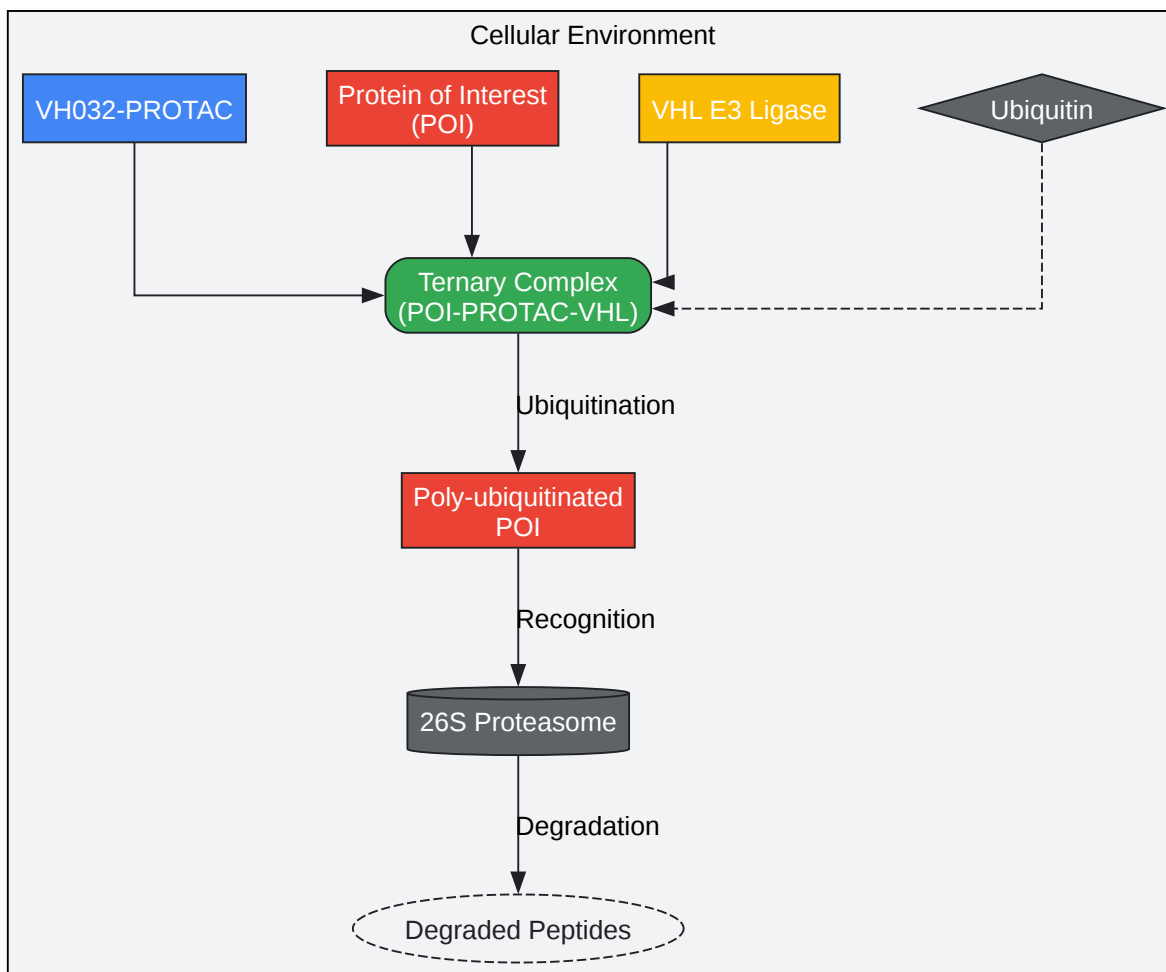 Cellular Environment
VH032-PROTAC
Protein of Interest
(POI)
VHL E3 Ligase
Ubiquitin
Ternary Complex
(POI-PROTAC-VHL)
Ubiquitination
Poly-ubiquitinated
POI
Recognition
26S Proteasome
Degradation
Degraded Peptides